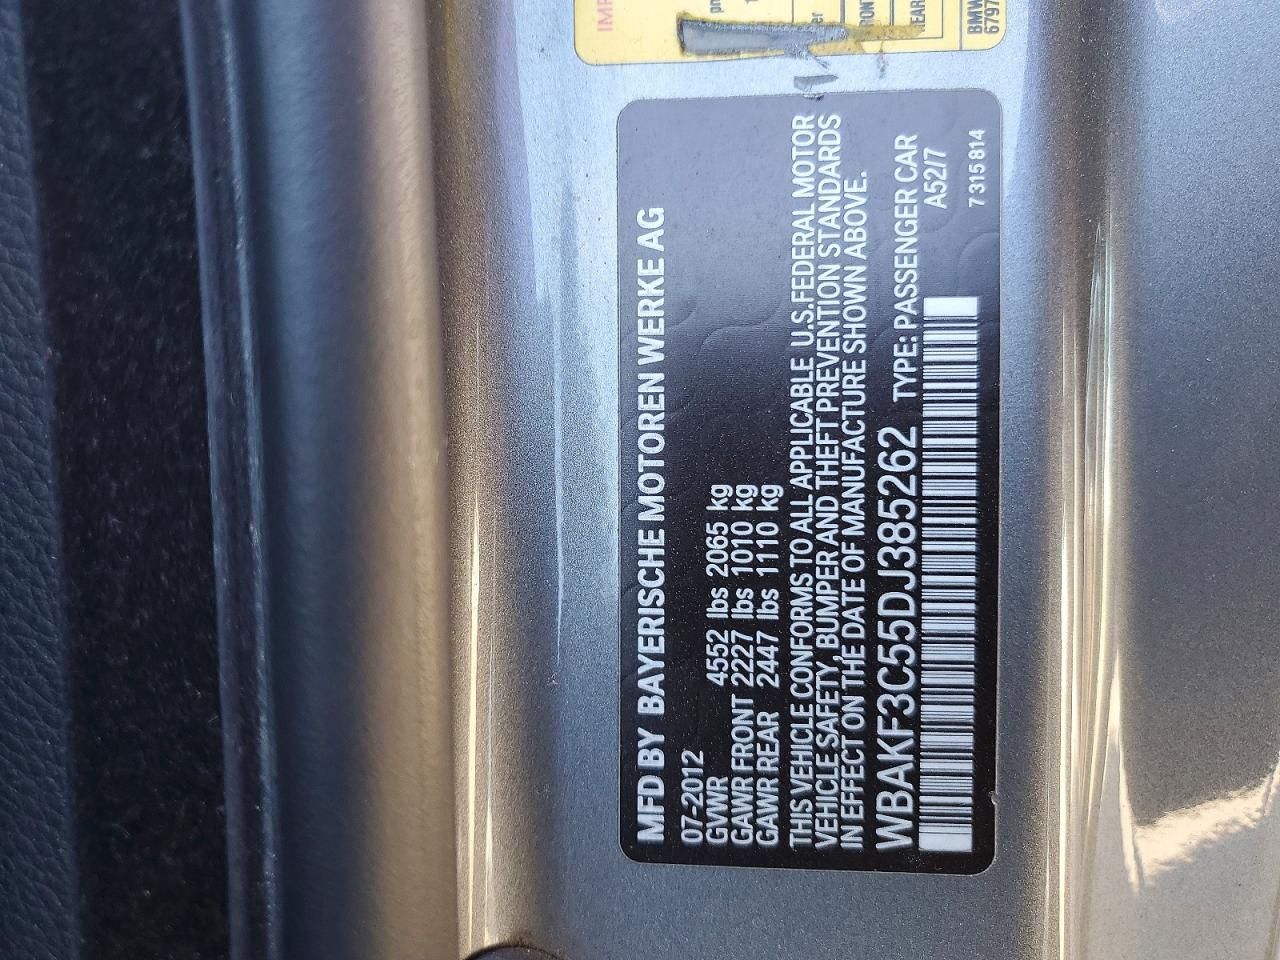 MFD BY BAYERISCHE MOTOREN WERKE AG
07-2012
GVWR 4552 lbs 2065 kg
GAWR FRONT 2227 lbs 1010 kg
GAWR REAR 2447 lbs 1110 kg
THIS VEHICLE CONFORMS TO ALL APPLICABLE U.S.FEDERAL MOTOR
VEHICLE SAFETY, BUMPER AND THEFT PREVENTION STANDARDS
IN EFFECT ON THE DATE OF MANUFACTURE SHOWN ABOVE.
WBAKF3C55DJ385262 TYPE: PASSENGER CAR
A52/7
7 315 814
BMW